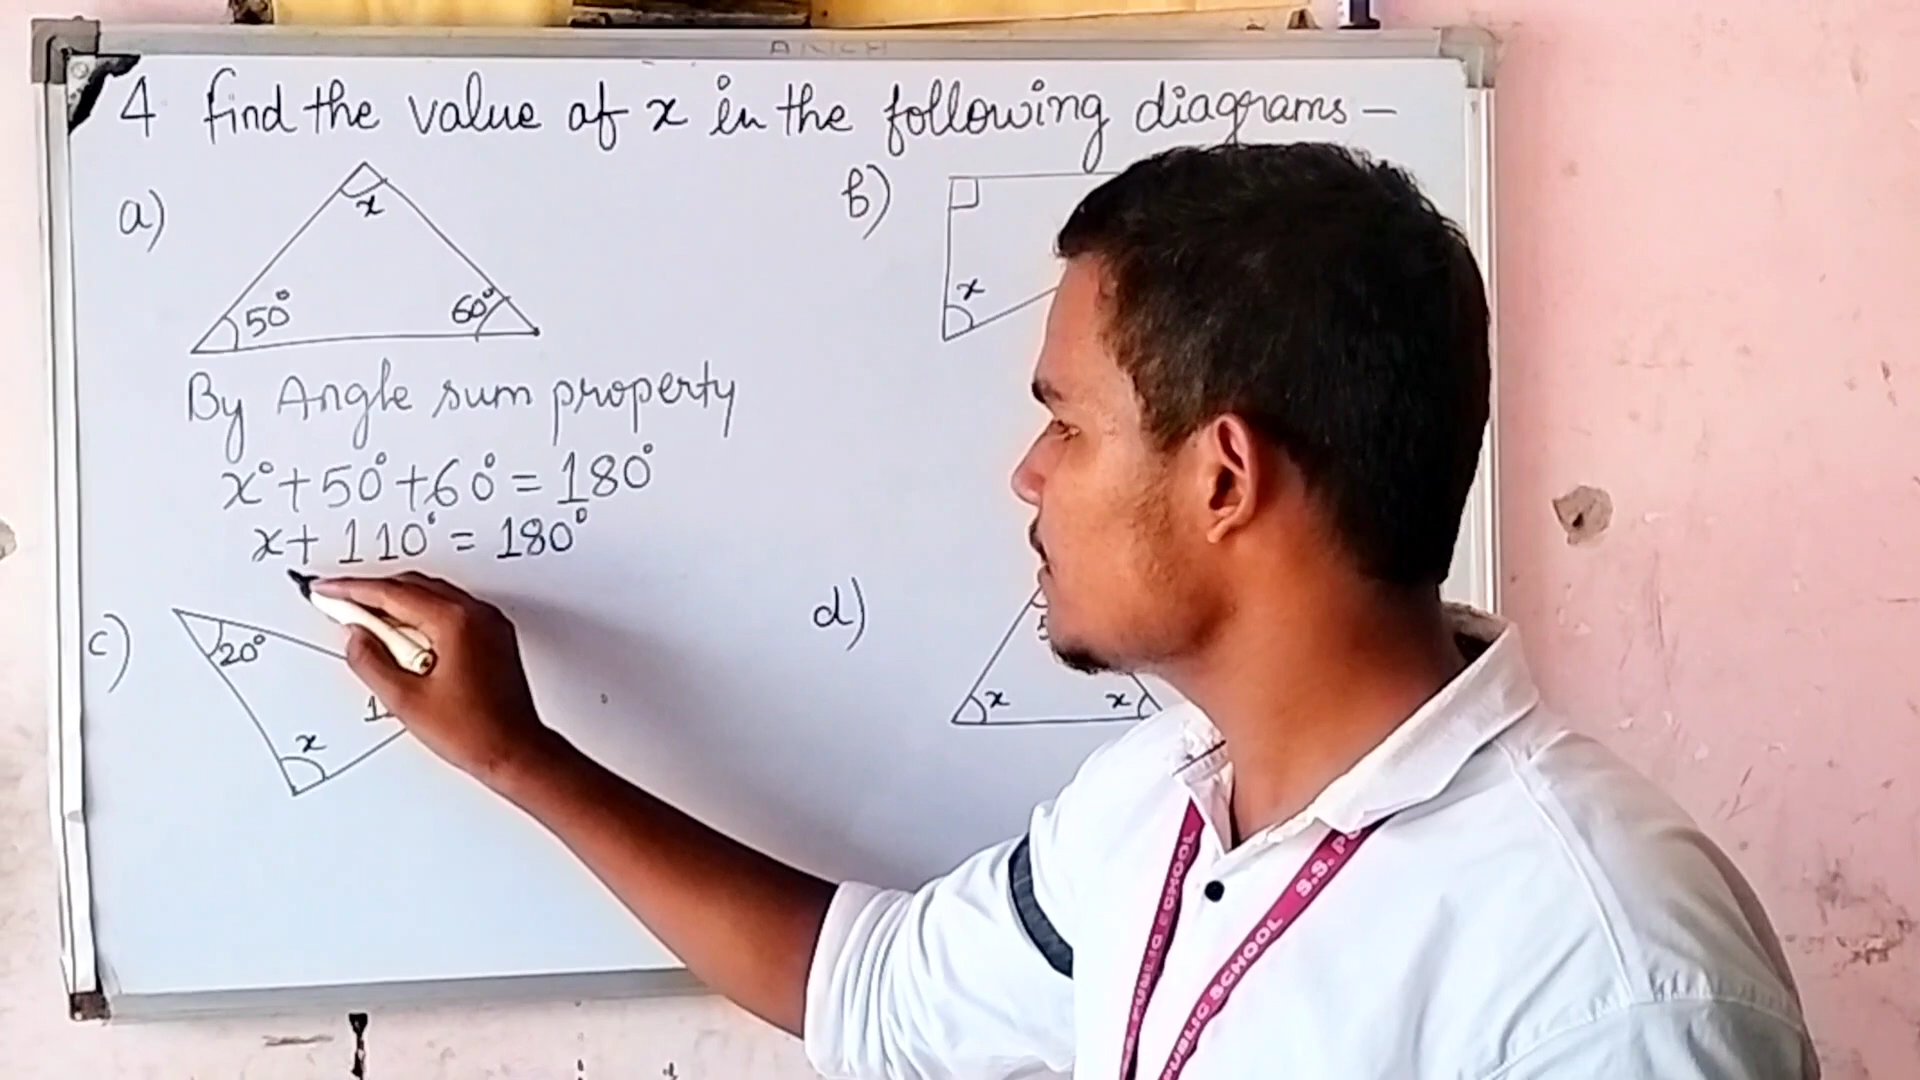 ANCH
4 find the value of x in the following diagrams –
a)
x
50°
60°
By Angle sum property
x°+50°+60°=180°
x+110°=180°
b)
x
c)
20°
x
d)
x
x
PUBLIC SCHOOL
S.S. PUBLIC SCHOOL